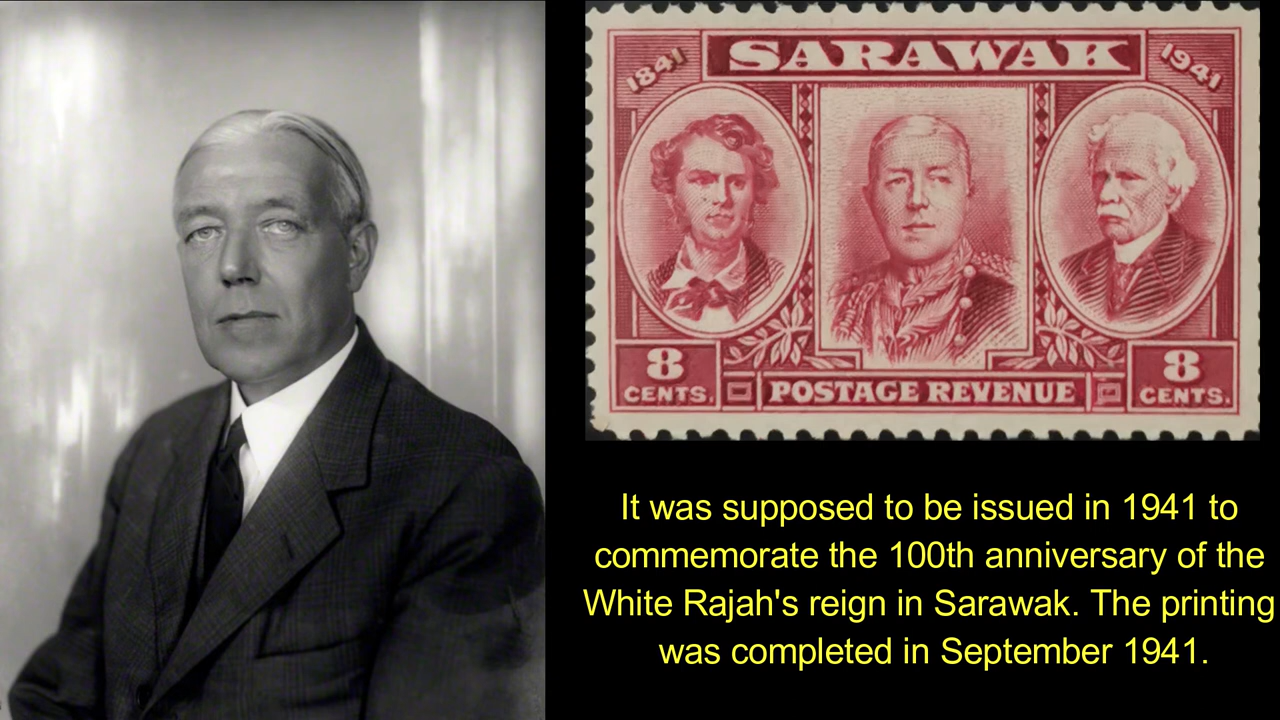 1841
SARAWAK
1941
8
CENTS.
POSTAGE REVENUE
8
CENTS.
It was supposed to be issued in 1941 to
commemorate the 100th anniversary of the
White Rajah's reign in Sarawak. The printing
was completed in September 1941.